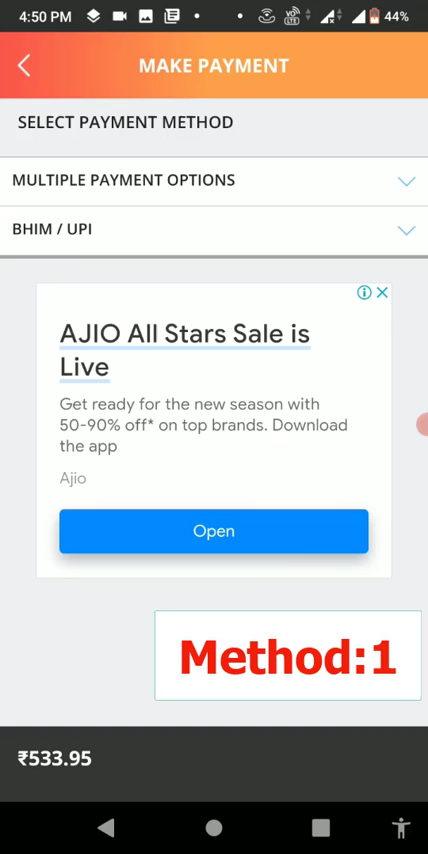 4:50 PM
VO
LTE
44%
MAKE PAYMENT
SELECT PAYMENT METHOD
MULTIPLE PAYMENT OPTIONS
BHIM / UPI
AJIO All Stars Sale is
Live
Get ready for the new season with
50-90% off* on top brands. Download
the app
Ajio
Open
Method:1
₹533.95